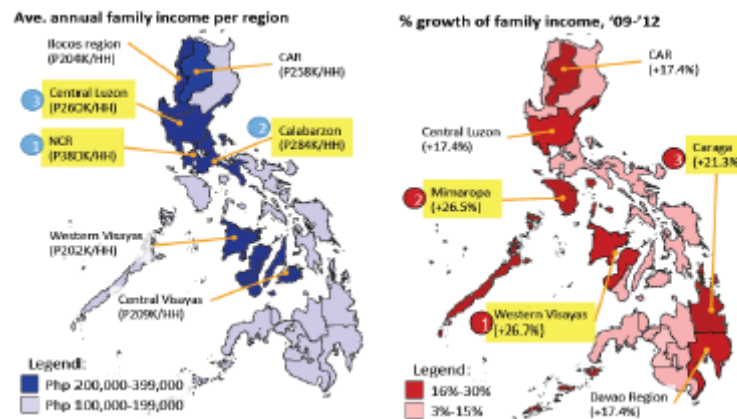 Ave. annual family income per region
Ilocos region
(P204K/HH)
CAR
(P258K/HH)
3
Central Luzon
(P260K/HH)
2
Calabarzon
(P284K/HH)
1
NCR
(P380K/HH)
Western Visayas
(P202K/HH)
Central Visayas
(P209K/HH)
Legend:
Php 200,000-399,000
Php 100,000-199,000
% growth of family income, '09-'12
CAR
(+17.4%)
Central Luzon
(+17.4%)
3
Caraga
(+21.3%
2
Mimaropa
(+26.5%)
1
Western Visayas
(+26.7%)
Legend:
16%-30%
3%-15%
Davao Region
(+17.4%)